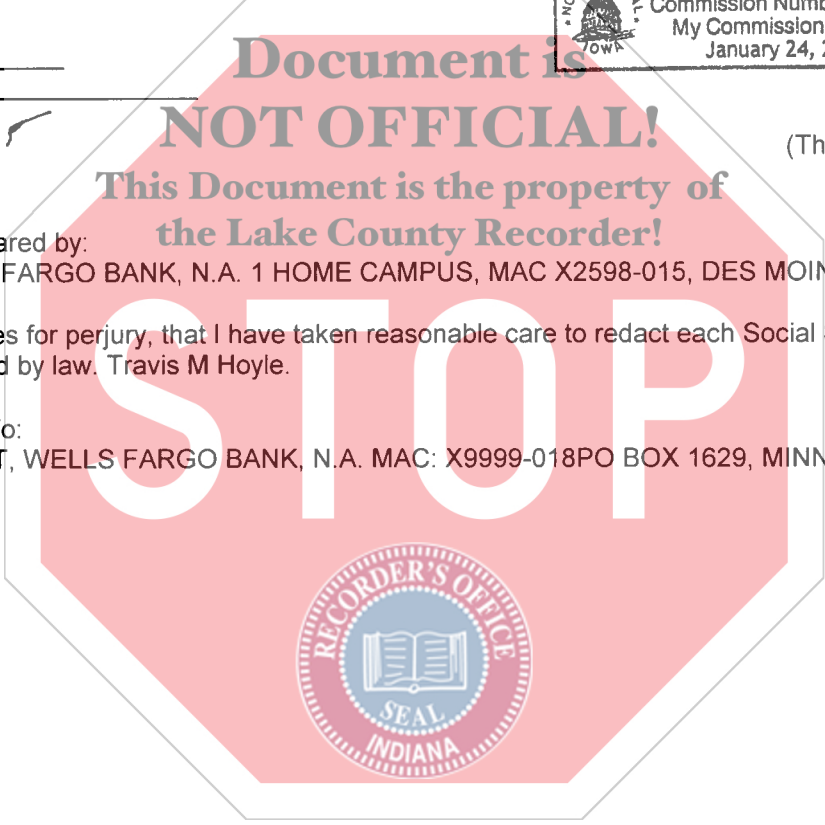 Commission Numb
My Commission
January 24, 2
IOWA
Document is
NOT OFFICIAL!
(Th
This Document is the property of
the Lake County Recorder!
ared by:
FARGO BANK, N.A. 1 HOME CAMPUS, MAC X2598-015, DES MOIN
es for perjury, that I have taken reasonable care to redact each Social
d by law. Travis M Hoyle.
o:
T, WELLS FARGO BANK, N.A. MAC: X9999-018PO BOX 1629, MINN
STOP
RECORDER'S OFFICE
SEAL
INDIANA